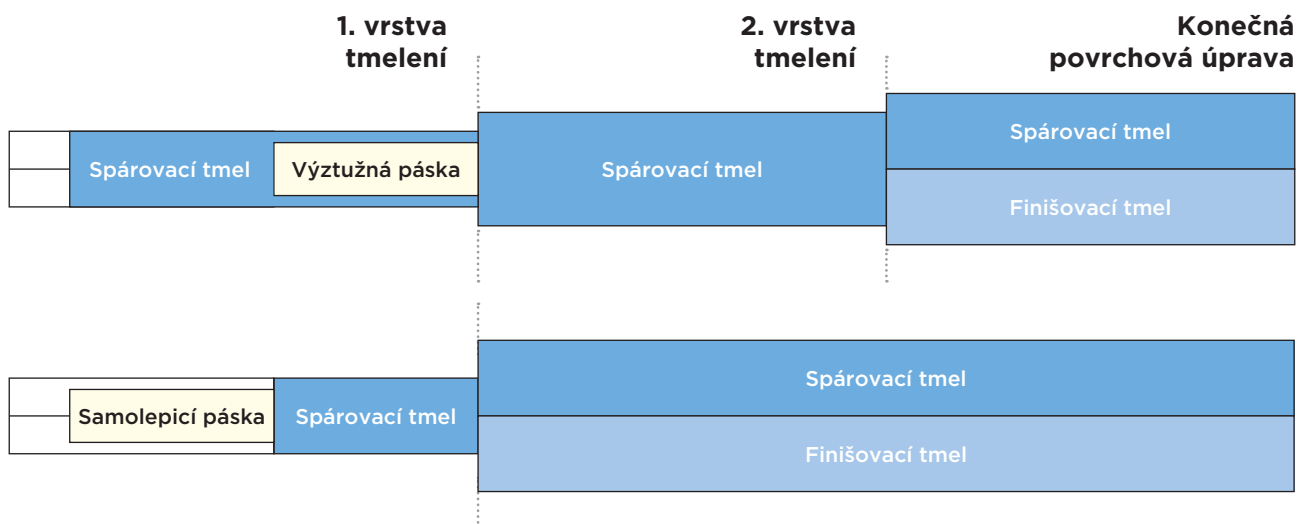 1. vrstva
tmelení
2. vrstva
tmelení
Konečná
povrchová úprava
Spárovací tmel
Výztužná páska
Spárovací tmel
Spárovací tmel
Finišovací tmel
Samolepicí páska
Spárovací tmel
Spárovací tmel
Finišovací tmel